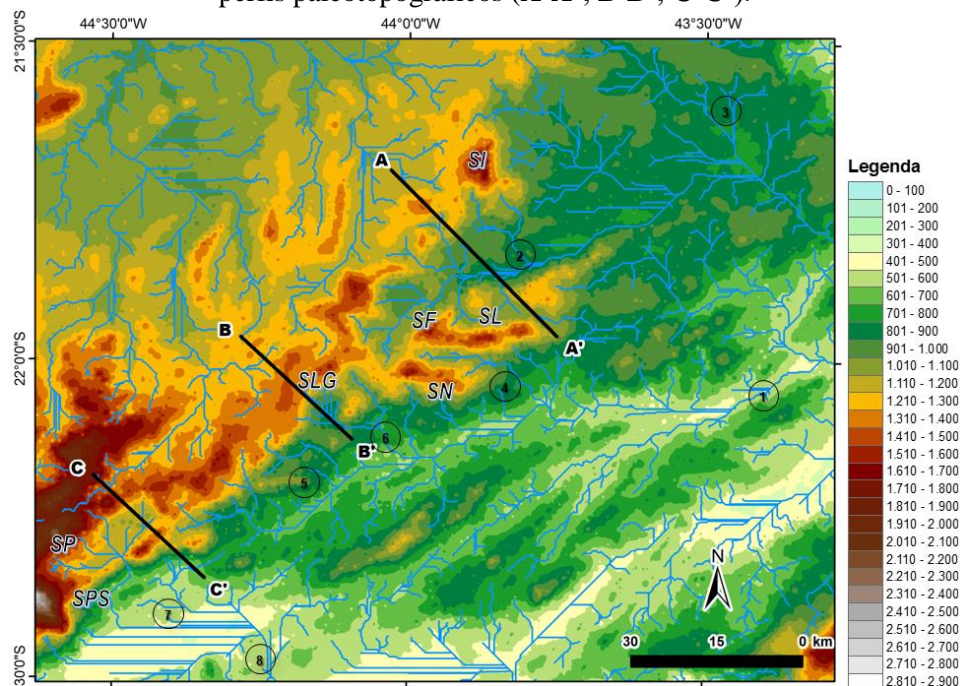 perfis paleotopográficos (A-A', B-B', C-C').
44°30'0"W 44°0'0"W 43°30'0"W
21°30'0"S
22°0'0"S
30'0"S
A
SI
3
2
SF SL
A'
B
SLG
SN
4
1
B'
6
5
C
SP
SPS
C'
7
8
N
30 15 0 km
Legenda
0 - 100
101 - 200
201 - 300
301 - 400
401 - 500
501 - 600
601 - 700
701 - 800
801 - 900
901 - 1.000
1.010 - 1.100
1.110 - 1.200
1.210 - 1.300
1.310 - 1.400
1.410 - 1.500
1.510 - 1.600
1.610 - 1.700
1.710 - 1.800
1.810 - 1.900
1.910 - 2.000
2.010 - 2.100
2.110 - 2.200
2.210 - 2.300
2.310 - 2.400
2.410 - 2.500
2.510 - 2.600
2.610 - 2.700
2.710 - 2.800
2.810 - 2.900